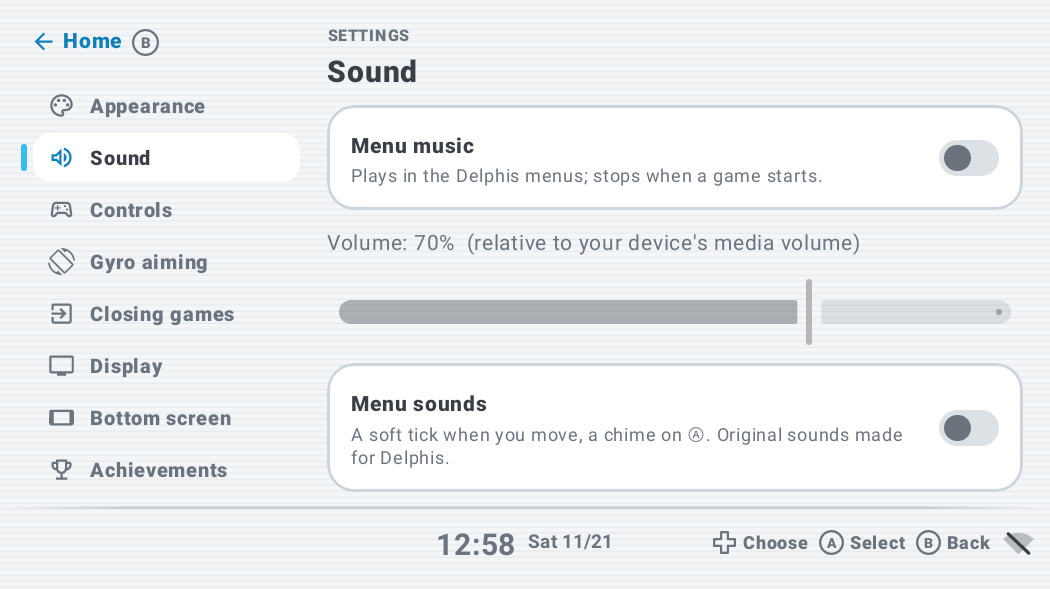 Home B
Appearance
Sound
Controls
Gyro aiming
Closing games
Display
Bottom screen
Achievements
SETTINGS
Sound
Menu music
Plays in the Delphis menus; stops when a game starts.
Volume: 70% (relative to your device's media volume)
Menu sounds
A soft tick when you move, a chime on Ⓐ. Original sounds made
for Delphis.
12:58 Sat 11/21
Choose A Select B Back